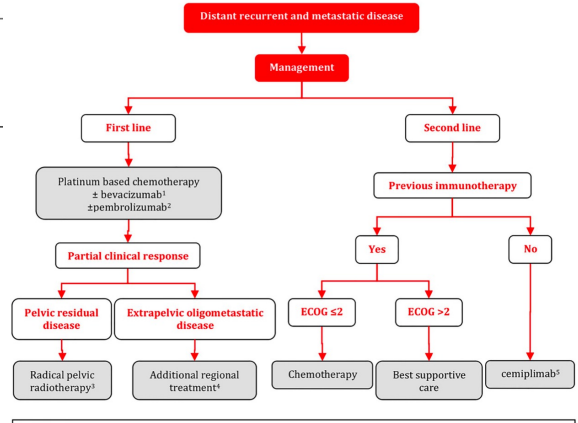 Distant recurrent and metastatic disease
Management
First line
Second line
Platinum based chemotherapy
± bevacizumab¹
±pembrolizumab²
Previous immunotherapy
Partial clinical response
Yes
No
Pelvic residual
disease
Extrapelvic oligometastatic
disease
ECOG ≤2
ECOG >2
Radical pelvic
radiotherapy³
Additional regional
treatment⁴
Chemotherapy
Best supportive
care
cemiplimab⁵